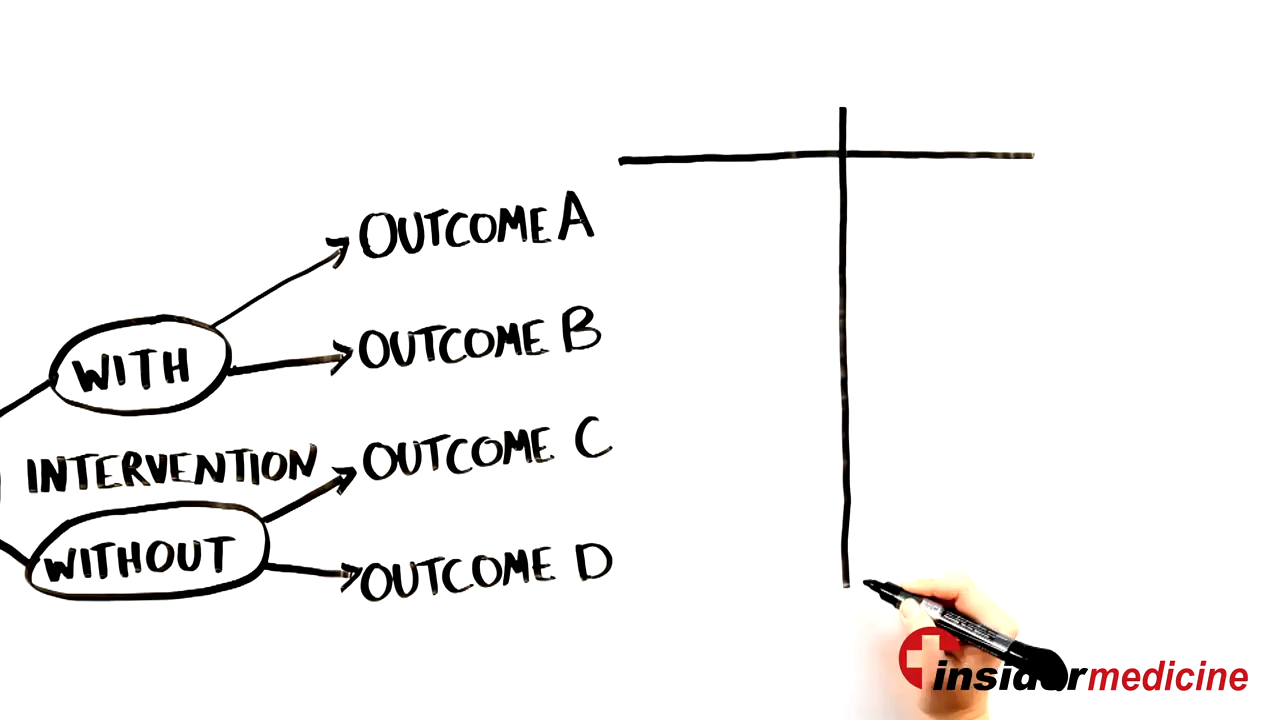 OUTCOME A
WITH
OUTCOME B
INTERVENTION
OUTCOME C
WITHOUT
OUTCOME D
insidermedicine